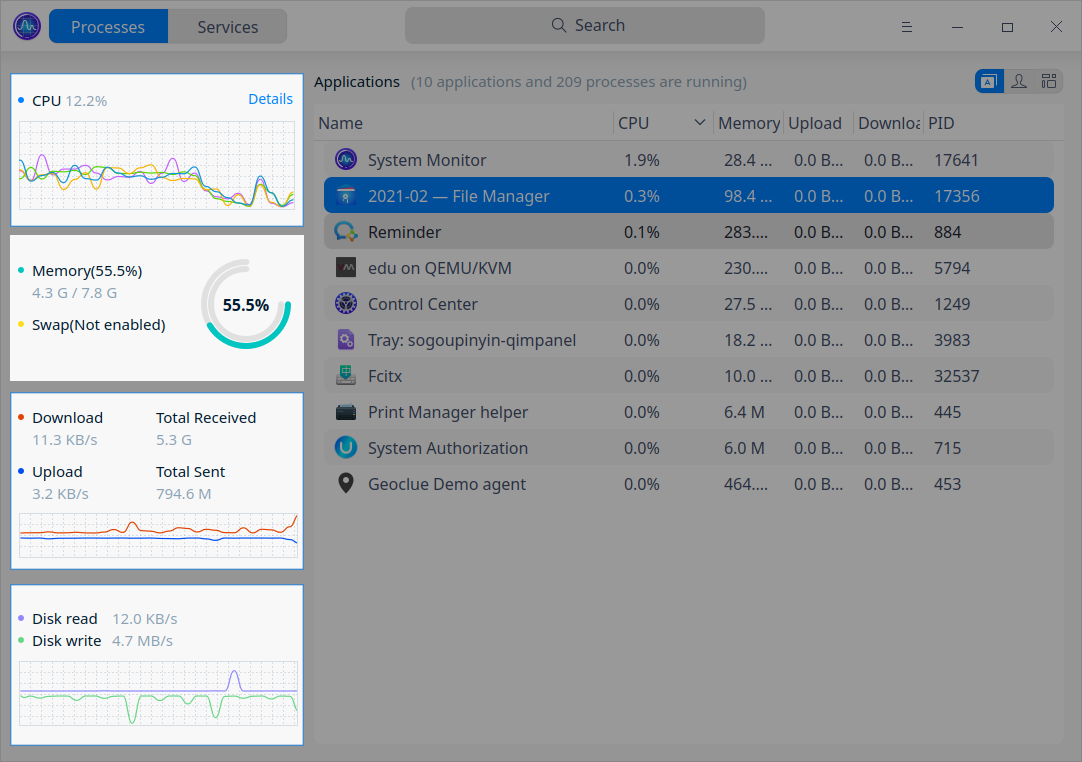 Processes
Services
Search
CPU 12.2%
Details
Memory(55.5%)
4.3 G / 7.8 G
Swap(Not enabled)
55.5%
Download
Total Received
11.3 KB/s
5.3 G
Upload
Total Sent
3.2 KB/s
794.6 M
Disk read 12.0 KB/s
Disk write 4.7 MB/s
Applications (10 applications and 209 processes are running)
Name CPU Memory Upload Downloa PID
System Monitor 1.9% 28.4 ... 0.0 B... 0.0 B... 17641
2021-02 — File Manager 0.3% 98.4 ... 0.0 B... 0.0 B... 17356
Reminder 0.1% 283.... 0.0 B... 0.0 B... 884
edu on QEMU/KVM 0.0% 230.... 0.0 B... 0.0 B... 5794
Control Center 0.0% 27.5 ... 0.0 B... 0.0 B... 1249
Tray: sogoupinyin-qimpanel 0.0% 18.2 ... 0.0 B... 0.0 B... 3983
Fcitx 0.0% 10.0 ... 0.0 B... 0.0 B... 32537
Print Manager helper 0.0% 6.4 M 0.0 B... 0.0 B... 445
System Authorization 0.0% 6.0 M 0.0 B... 0.0 B... 715
Geoclue Demo agent 0.0% 464.... 0.0 B... 0.0 B... 453